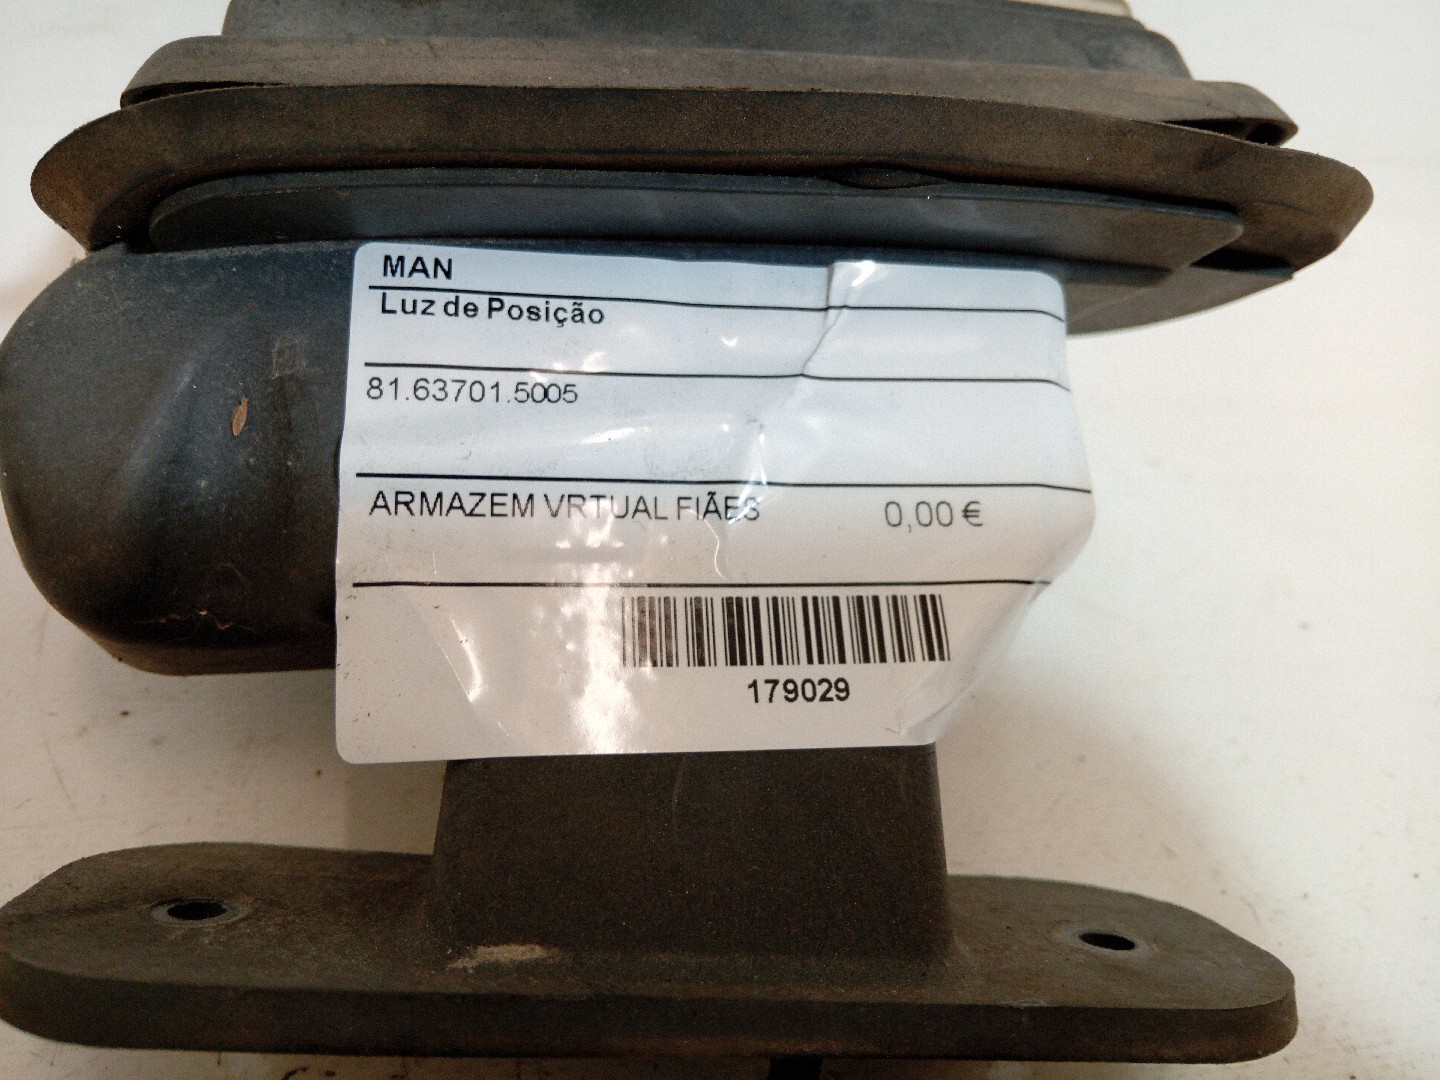 MAN
Luz de Posição
81.63701.5005
ARMAZEM VRTUAL FIÃES 0,00 €
179029